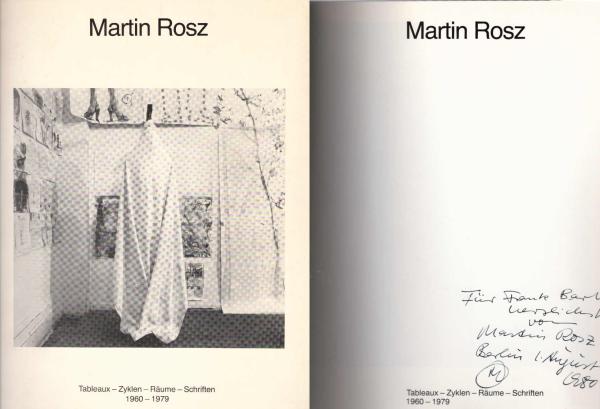 Martin Rosz
Tableaux – Zyklen – Räume – Schriften
1960 – 1979
Martin Rosz
Für Frank Bar
herzlichst
von
Martin Rosz
Berlin 1. August
1980
M
Tableaux – Zyklen – Räume – Schriften
1960 – 1979